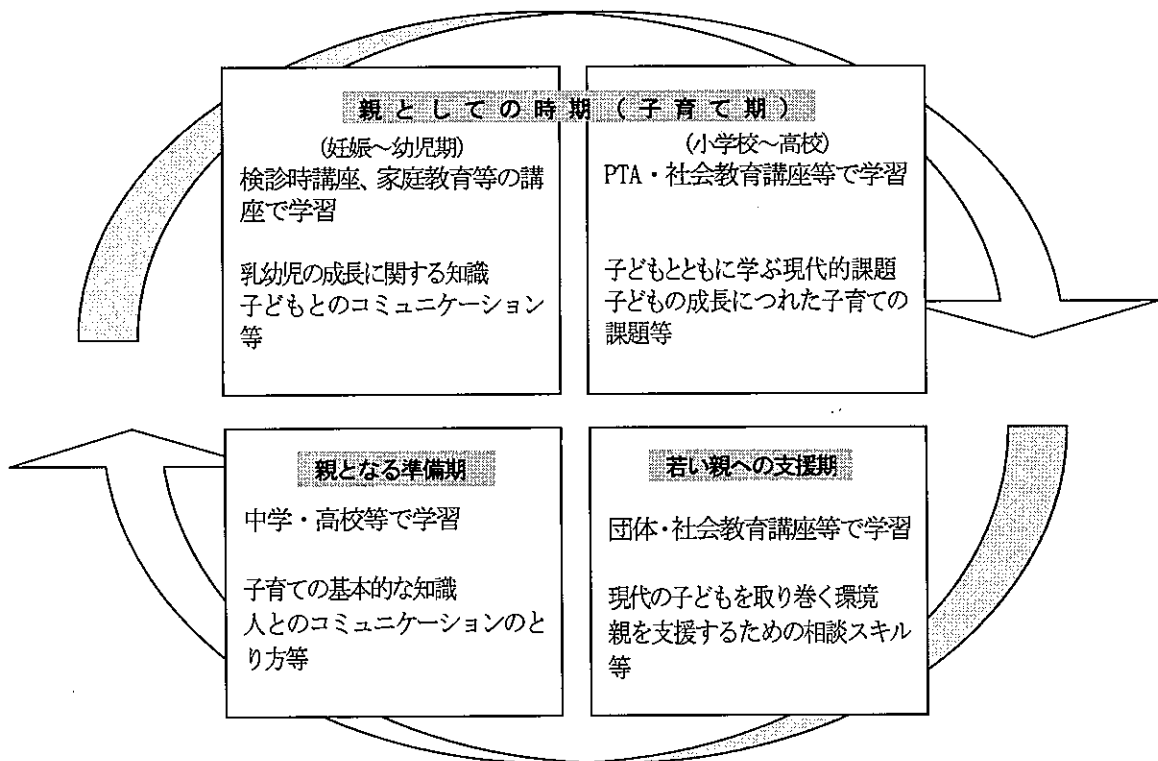 親としての時期（子育て期）
(妊娠～幼児期)
検診時講座、家庭教育等の講
座で学習
乳幼児の成長に関する知識
子どもとのコミュニケーション
等
(小学校～高校)
PTA・社会教育講座等で学習
子どもとともに学ぶ現代的課題
子どもの成長につれた子育ての
課題等
親となる準備期
中学・高校等で学習
子育ての基本的な知識
人とのコミュニケーションのと
り方等
若い親への支援期
団体・社会教育講座等で学習
現代の子どもを取り巻く環境
親を支援するための相談スキル
等